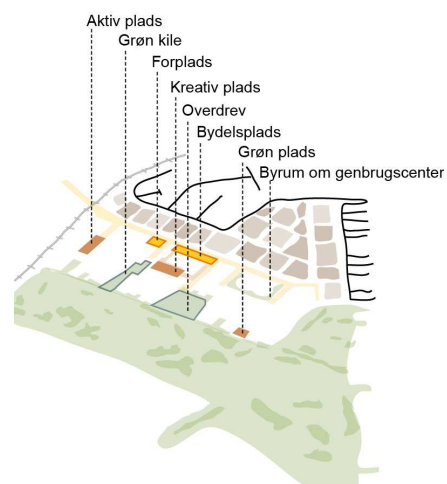 Aktiv plads
Grøn kile
Forplads
Kreativ plads
Overdrev
Bydelsplads
Grøn plads
Byrum om genbrugscenter